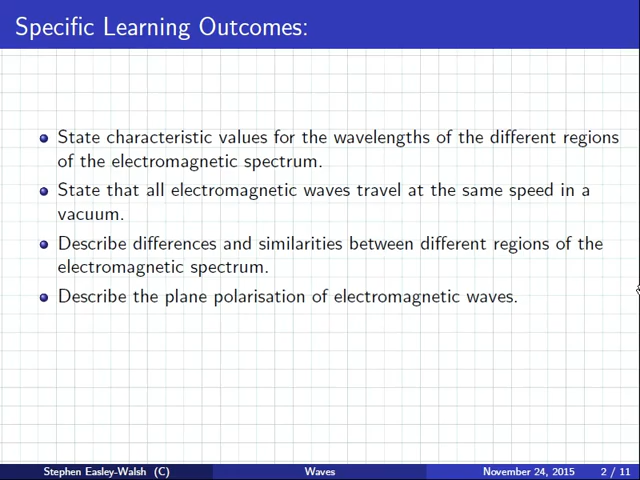 Specific Learning Outcomes:
State characteristic values for the wavelengths of the different regions
of the electromagnetic spectrum.
State that all electromagnetic waves travel at the same speed in a
vacuum.
Describe differences and similarities between different regions of the
electromagnetic spectrum.
Describe the plane polarisation of electromagnetic waves.
Stephen Easley-Walsh (C) Waves November 24, 2015 2 / 11